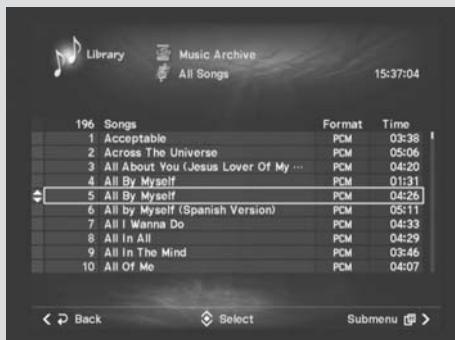 Library Music Archive
All Songs 15:37:04
196 Songs Format Time
1 Acceptable PCM 03:38
2 Across The Universe PCM 05:06
3 All About You (Jesus Lover Of My ··· PCM 04:20
4 All By Myself PCM 01:31
5 All By Myself PCM 04:26
6 All by Myself (Spanish Version) PCM 05:11
7 All I Wanna Do PCM 04:33
8 All In All PCM 04:29
9 All In The Mind PCM 03:46
10 All Of Me PCM 04:07
Back Select Submenu